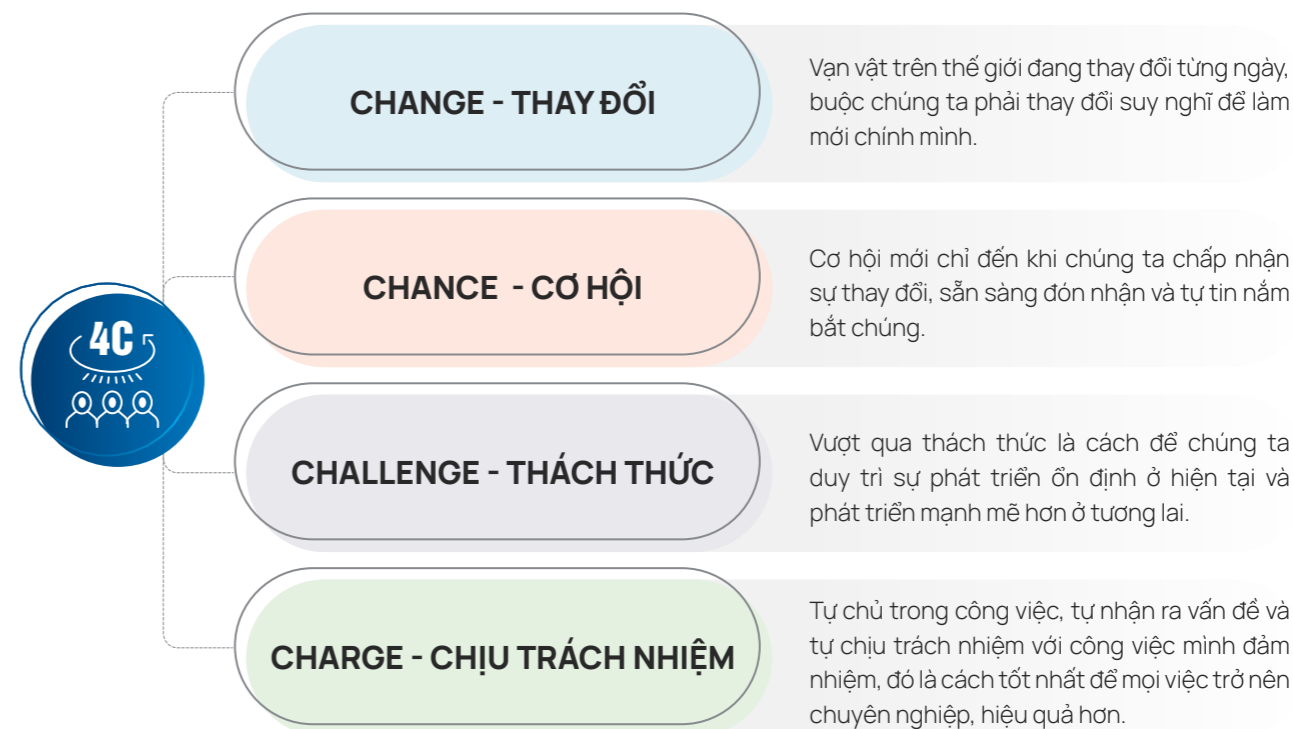 CHANGE - THAY ĐỔI
Vạn vật trên thế giới đang thay đổi từng ngày,
buộc chúng ta phải thay đổi suy nghĩ để làm
mới chính mình.
CHANCE - CƠ HỘI
Cơ hội mới chỉ đến khi chúng ta chấp nhận
sự thay đổi, sẵn sàng đón nhận và tự tin nắm
bắt chúng.
4C
CHALLENGE - THÁCH THỨC
Vượt qua thách thức là cách để chúng ta
duy trì sự phát triển ổn định ở hiện tại và
phát triển mạnh mẽ hơn ở tương lai.
CHARGE - CHỊU TRÁCH NHIỆM
Tự chủ trong công việc, tự nhận ra vấn đề và
tự chịu trách nhiệm với công việc mình đảm
nhiệm, đó là cách tốt nhất để mọi việc trở nên
chuyên nghiệp, hiệu quả hơn.